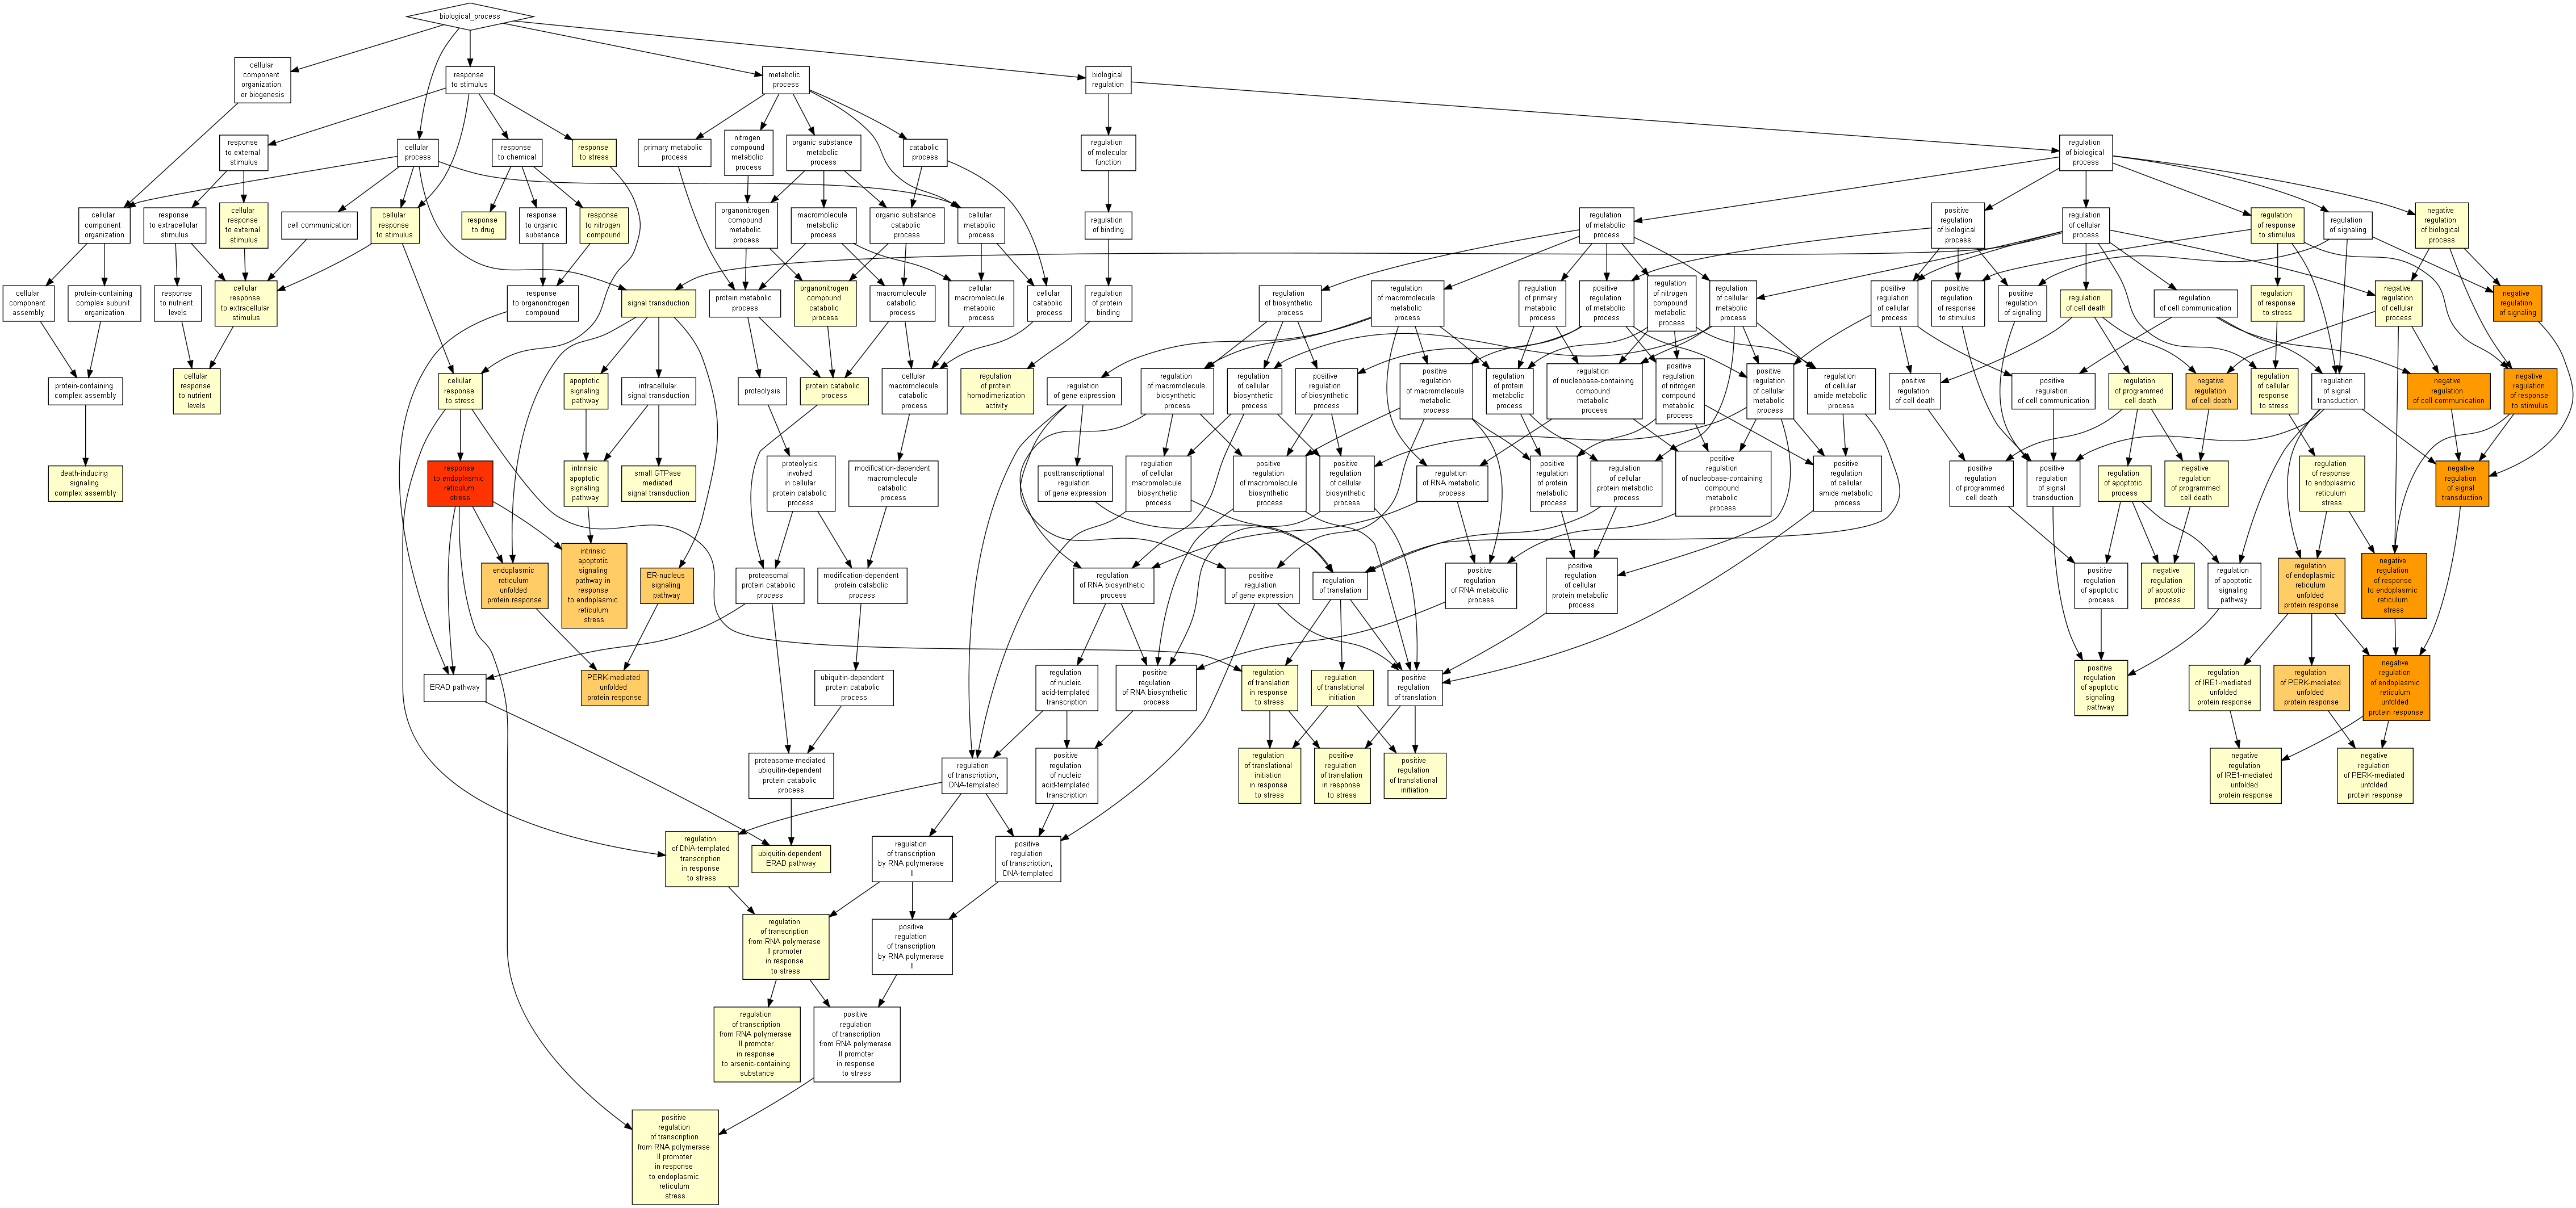 biological_process
cellular
component
organization
or biogenesis
response
to stimulus
metabolic
process
biological
regulation
response
to external
stimulus
cellular
process
response
to chemical
response
to stress
primary metabolic
process
nitrogen
compound
metabolic
process
organic substance
metabolic
process
catabolic
process
regulation
of molecular
function
regulation
of biological
process
cellular
component
organization
response
to extracellular
stimulus
cellular
response
to external
stimulus
cell communication
cellular
response
to stimulus
response
to drug
response
to organic
substance
response
to nitrogen
compound
organonitrogen
compound
metabolic
process
macromolecule
metabolic
process
organic substance
catabolic
process
cellular
metabolic
process
regulation
of binding
regulation
of metabolic
process
positive
regulation
of biological
process
regulation
of cellular
process
regulation
of response
to stimulus
regulation
of signaling
negative
regulation
of biological
process
cellular
component
assembly
protein-containing
complex subunit
organization
response
to nutrient
levels
cellular
response
to extracellular
stimulus
response
to organonitrogen
compound
signal transduction
protein metabolic
process
organonitrogen
compound
catabolic
process
macromolecule
catabolic
process
cellular
macromolecule
metabolic
process
cellular
catabolic
process
regulation
of protein
binding
regulation
of biosynthetic
process
regulation
of macromolecule
metabolic
process
regulation
of primary
metabolic
process
positive
regulation
of metabolic
process
regulation
of nitrogen
compound
metabolic
process
regulation
of cellular
metabolic
process
positive
regulation
of cellular
process
positive
regulation
of response
to stimulus
positive
regulation
of signaling
regulation
of cell death
regulation
of cell communication
regulation
of response
to stress
negative
regulation
of cellular
process
negative
regulation
of signaling
protein-containing
complex assembly
cellular
response
to nutrient
levels
cellular
response
to stress
apoptotic
signaling
pathway
intracellular
signal transduction
proteolysis
protein catabolic
process
cellular
macromolecule
catabolic
process
regulation
of protein
homodimerization
activity
regulation
of gene expression
regulation
of macromolecule
biosynthetic
process
regulation
of cellular
biosynthetic
process
positive
regulation
of biosynthetic
process
positive
regulation
of macromolecule
metabolic
process
regulation
of protein
metabolic
process
regulation
of nucleobase-containing
compound
metabolic
process
positive
regulation
of nitrogen
compound
metabolic
process
positive
regulation
of cellular
metabolic
process
regulation
of cellular
amide metabolic
process
positive
regulation
of cell death
positive
regulation
of cell communication
regulation
of programmed
cell death
negative
regulation
of cell death
regulation
of cellular
response
to stress
regulation
of signal
transduction
negative
regulation
of cell communication
negative
regulation
of response
to stimulus
death-inducing
signaling
complex assembly
response
to endoplasmic
reticulum
stress
intrinsic
apoptotic
signaling
pathway
small GTPase
mediated
signal transduction
proteolysis
involved
in cellular
protein catabolic
process
modification-dependent
macromolecule
catabolic
process
posttranscriptional
regulation
of gene expression
regulation
of cellular
macromolecule
biosynthetic
process
positive
regulation
of macromolecule
biosynthetic
process
positive
regulation
of cellular
biosynthetic
process
regulation
of RNA metabolic
process
positive
regulation
of protein
metabolic
process
regulation
of cellular
protein metabolic
process
positive
regulation
of nucleobase-containing
compound
metabolic
process
positive
regulation
of cellular
amide metabolic
process
positive
regulation
of programmed
cell death
positive
regulation
of signal
transduction
regulation
of apoptotic
process
negative
regulation
of programmed
cell death
regulation
of response
to endoplasmic
reticulum
stress
negative
regulation
of signal
transduction
endoplasmic
reticulum
unfolded
protein response
intrinsic
apoptotic
signaling
pathway in
response
to endoplasmic
reticulum
stress
ER-nucleus
signaling
pathway
proteasomal
protein catabolic
process
modification-dependent
protein catabolic
process
regulation
of RNA biosynthetic
process
positive
regulation
of gene expression
regulation
of translation
positive
regulation
of RNA metabolic
process
positive
regulation
of cellular
protein metabolic
process
positive
regulation
of apoptotic
process
negative
regulation
of apoptotic
process
regulation
of apoptotic
signaling
pathway
regulation
of endoplasmic
reticulum
unfolded
protein response
negative
regulation
of response
to endoplasmic
reticulum
stress
ERAD pathway
PERK-mediated
unfolded
protein response
ubiquitin-dependent
protein catabolic
process
regulation
of nucleic
acid-templated
transcription
positive
regulation
of RNA biosynthetic
process
regulation
of translation
in response
to stress
regulation
of translational
initiation
positive
regulation
of translation
positive
regulation
of apoptotic
signaling
pathway
regulation
of IRE1-mediated
unfolded
protein response
regulation
of PERK-mediated
unfolded
protein response
negative
regulation
of endoplasmic
reticulum
unfolded
protein response
proteasome-mediated
ubiquitin-dependent
protein catabolic
process
regulation
of transcription,
DNA-templated
positive
regulation
of nucleic
acid-templated
transcription
regulation
of translational
initiation
in response
to stress
positive
regulation
of translation
in response
to stress
positive
regulation
of translational
initiation
negative
regulation
of IRE1-mediated
unfolded
protein response
negative
regulation
of PERK-mediated
unfolded
protein response
regulation
of DNA-templated
transcription
in response
to stress
ubiquitin-dependent
ERAD pathway
regulation
of transcription
by RNA polymerase
II
positive
regulation
of transcription,
DNA-templated
regulation
of transcription
from RNA polymerase
II promoter
in response
to stress
positive
regulation
of transcription
by RNA polymerase
II
regulation
of transcription
from RNA polymerase
II promoter
in response
to arsenic-containing
substance
positive
regulation
of transcription
from RNA polymerase
II promoter
in response
to stress
positive
regulation
of transcription
from RNA polymerase
II promoter
in response
to endoplasmic
reticulum
stress